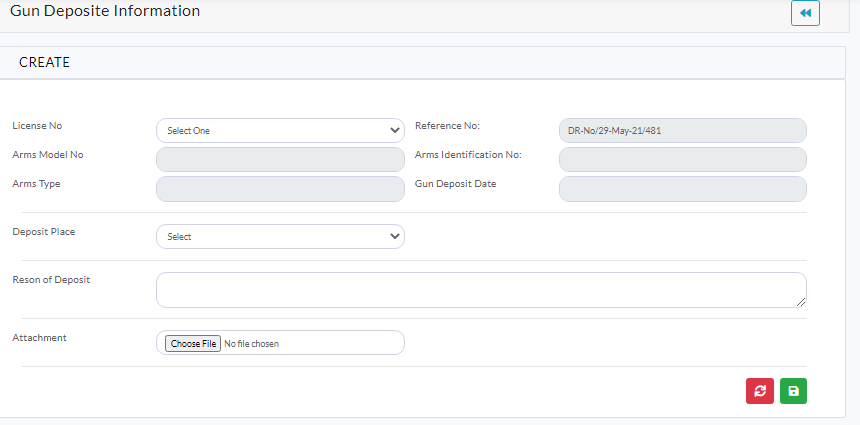 Gun Deposite Information
CREATE
License No Select One Reference No: DR-No/29-May-21/481
Arms Model No Arms Identification No:
Arms Type Gun Deposit Date
Deposit Place Select
Reson of Deposit
Attachment Choose File No file chosen